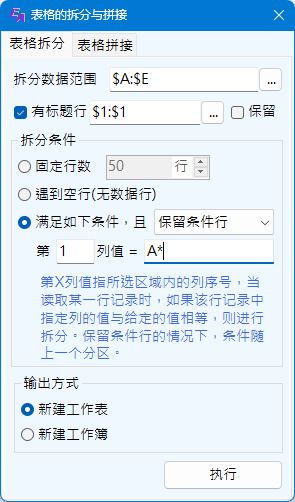 表格的拆分与拼接
表格拆分 表格拼接
拆分数据范围 $A:$E ...
有标题行 $1:$1 ... 保留
拆分条件
固定行数 50 行
遇到空行(无数据行)
满足如下条件，且 保留条件行
第 1 列值 = A*
第X列值指所选区域内的列序号，当
读取某一行记录时，如果该行记录中
指定列的值与给定的值相等，则进行
拆分。保留条件行的情况下，条件随
上一个分区。
输出方式
新建工作表
新建工作簿
执行